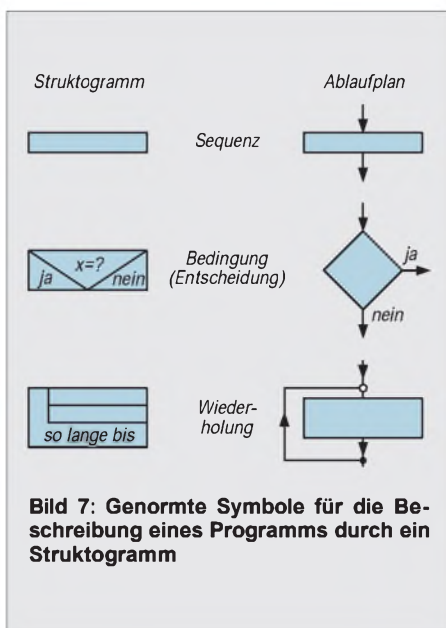 Struktogramm
Ablaufplan
Sequenz
x=?
ja
nein
Bedingung
(Entscheidung)
ja
nein
so lange bis
Wieder-
holung
Bild 7: Genormte Symbole für die Be-
schreibung eines Programms durch ein
Struktogramm